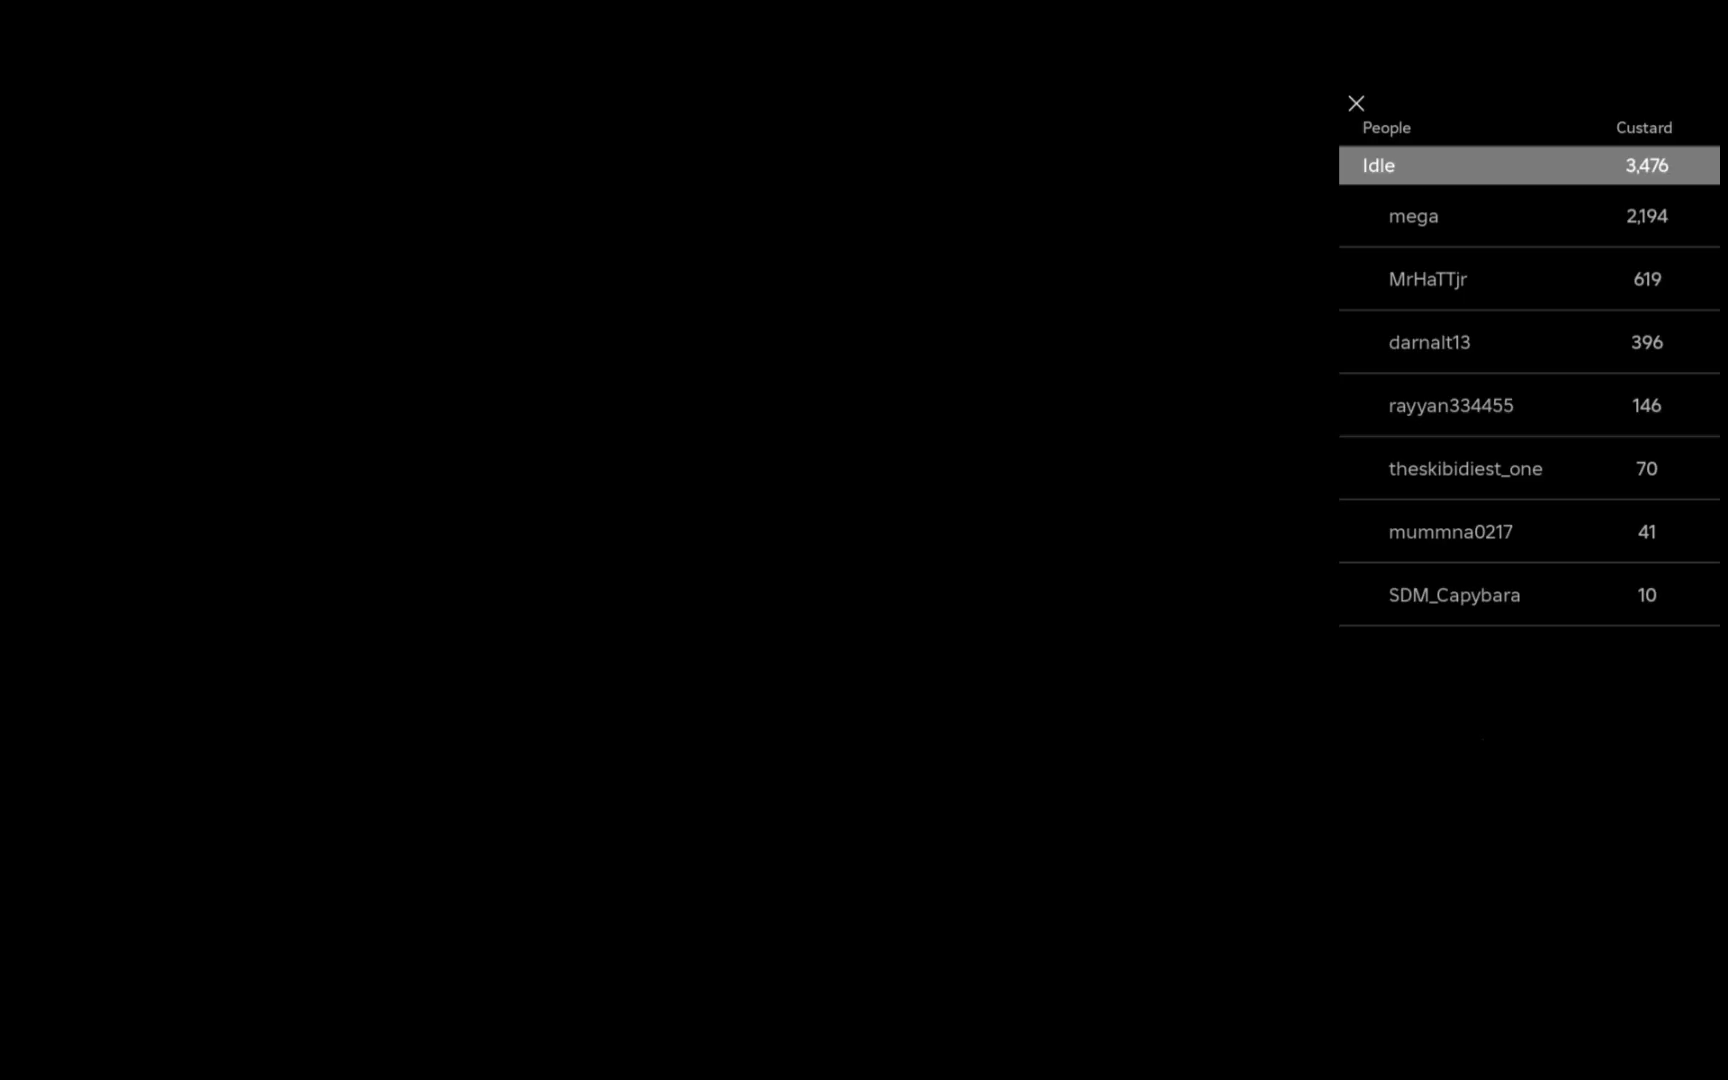 People Custard
Idle 3,476
mega 2,194
MrHaTTjr 619
darnalt13 396
rayyan334455 146
theskibidiest_one 70
mummna0217 41
SDM_Capybara 10